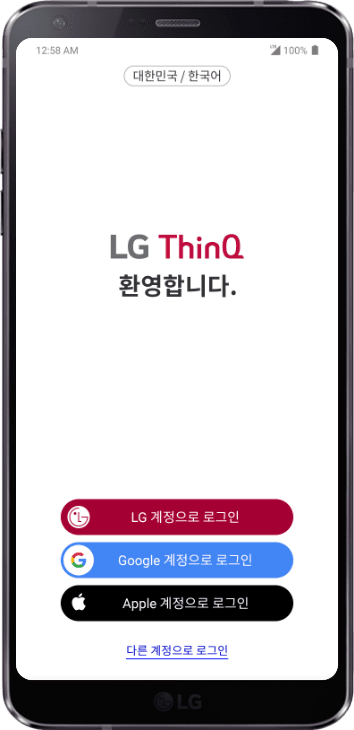 12:58 AM
LTE
100%
대한민국 / 한국어
LG ThinQ
환영합니다.
LG 계정으로 로그인
Google 계정으로 로그인
Apple 계정으로 로그인
다른 계정으로 로그인
LG